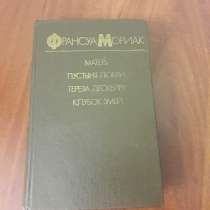 ФРАНСУА МОРИАК
МАТЕРЬ
ПУСТЫНЯ ЛЮБВИ
ТЕРЕЗА ДЕСКЕЙРУ
КЛУБОК ЗМЕЙ